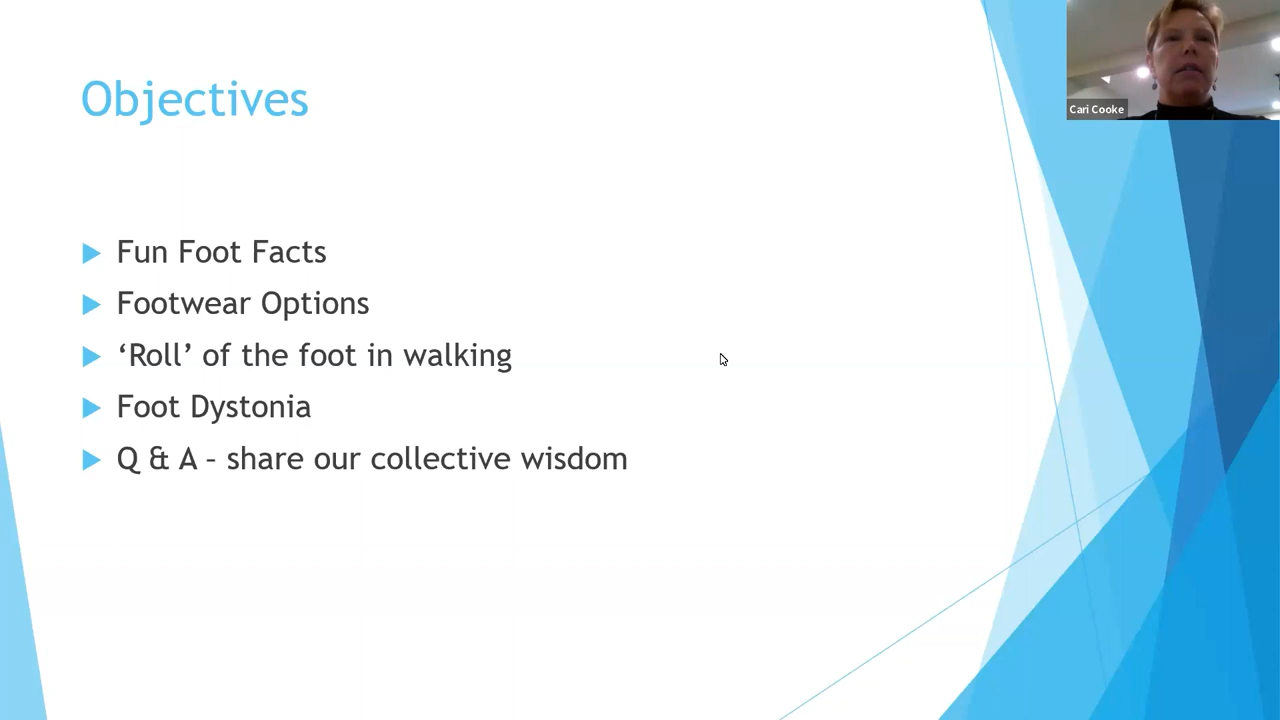 Objectives
Fun Foot Facts
Footwear Options
‘Roll’ of the foot in walking
Foot Dystonia
Q & A – share our collective wisdom
Cari Cooke